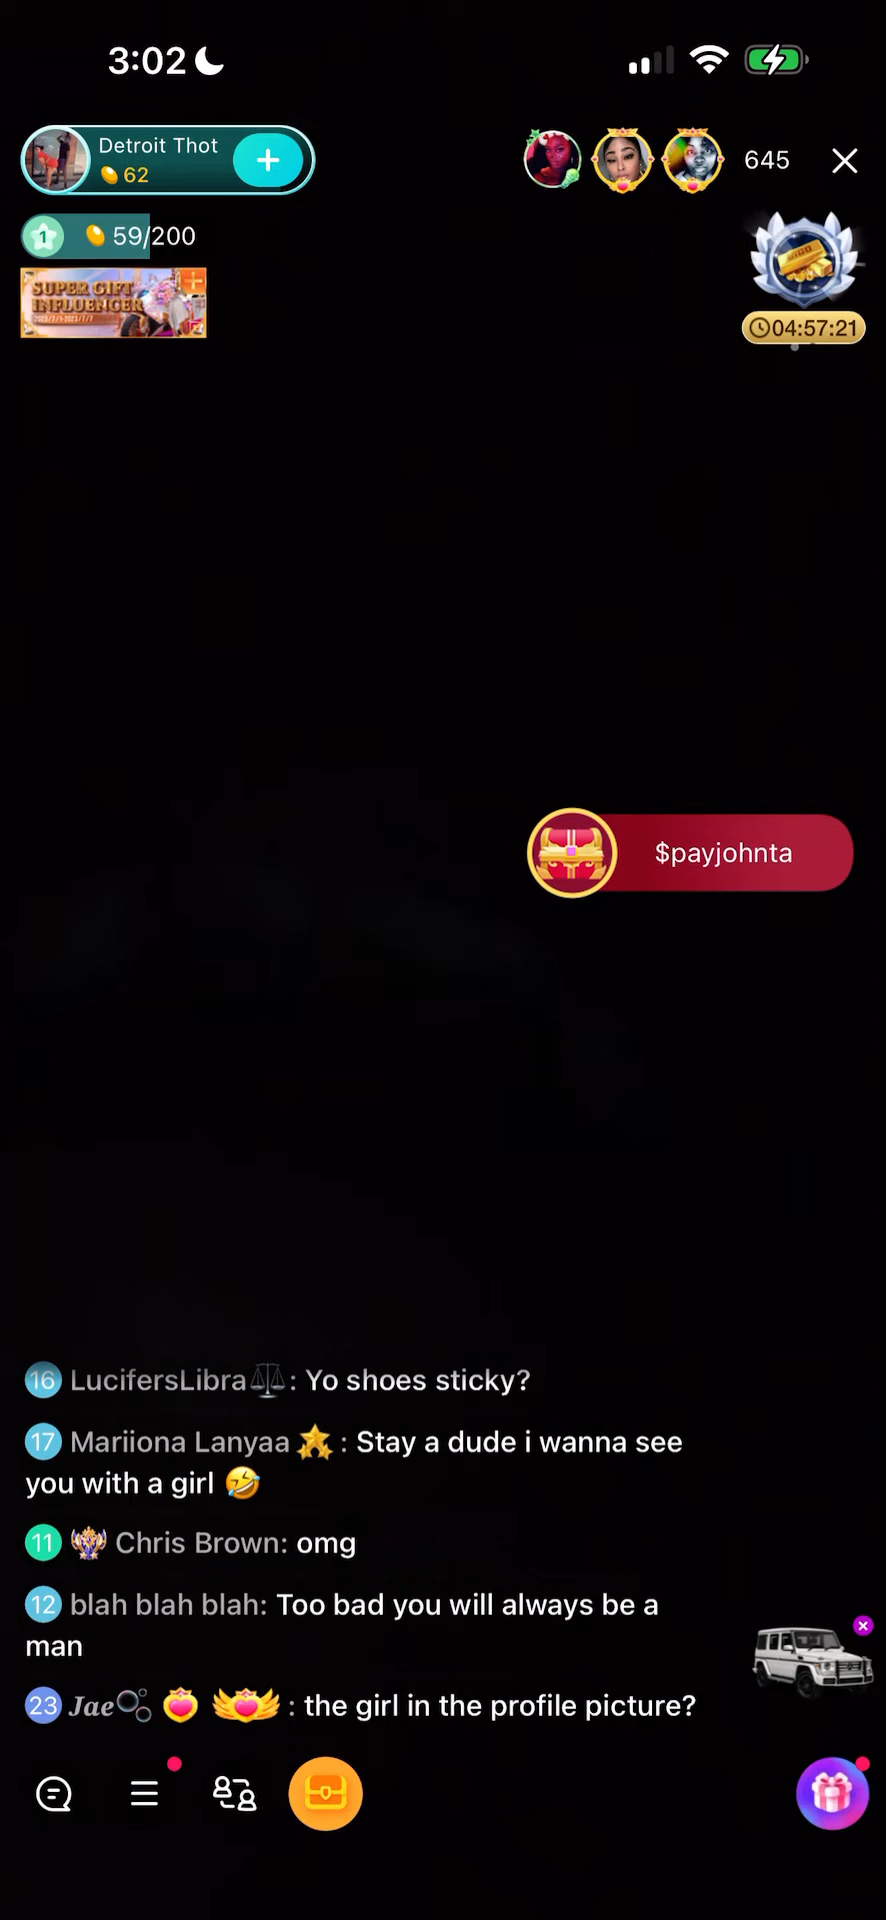 3:02
Detroit Thot
62
645
1
59/200
SUPER GIFT
INFLUENCER
04:57:21
$payjohnta
16 LucifersLibra⚖️: Yo shoes sticky?
17 Mariiona Lanyaa : Stay a dude i wanna see
you with a girl 🤣
11 Chris Brown: omg
12 blah blah blah: Too bad you will always be a
man
23 Jae : the girl in the profile picture?